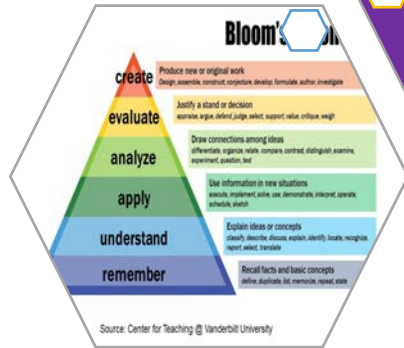 Bloom's
create
Produce new or original work
Design, assemble, construct, conjecture, develop, formulate, author, investigate
evaluate
Justify a stand or decision
appraise, argue, defend, judge, select, support, value, critique, weigh
analyze
Draw connections among ideas
differentiate, organize, relate, compare, contrast, distinguish, examine,
experiment, question, test
apply
Use information in new situations
execute, implement, solve, use, demonstrate, interpret, operate,
schedule, sketch
understand
Explain ideas or concepts
classify, describe, discuss, explain, identify, locate, recognize,
report, select, translate
remember
Recall facts and basic concepts
define, duplicate, list, memorize, repeat, state
Source: Center for Teaching @ Vanderbilt University